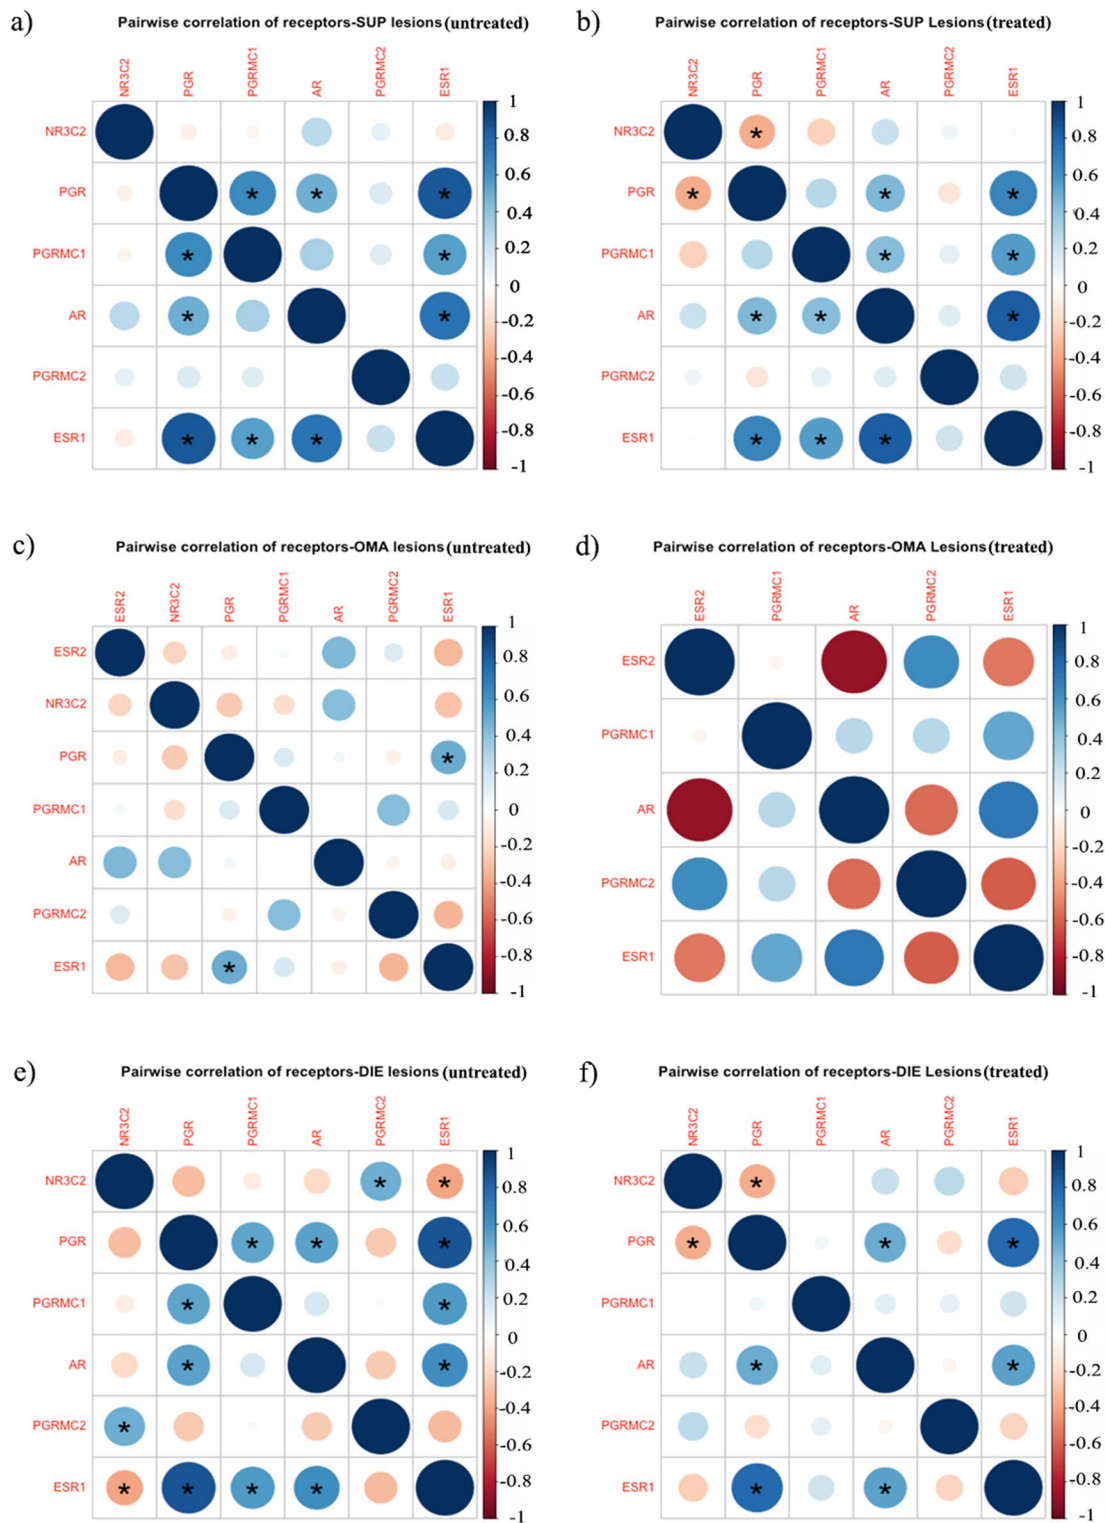 a) Pairwise correlation of receptors-SUP lesions (untreated)
NR3C2 PGR PGRMC1 AR PGRMC2 ESR1
NR3C2
PGR * * *
PGRMC1 * *
AR * *
PGRMC2
ESR1 * * *
1
0.8
0.6
0.4
0.2
0
-0.2
-0.4
-0.6
-0.8
-1
b) Pairwise correlation of receptors-SUP Lesions (treated)
NR3C2 PGR PGRMC1 AR PGRMC2 ESR1
NR3C2 *
PGR * * *
PGRMC1 * *
AR * * *
PGRMC2
ESR1 * * *
1
0.8
0.6
0.4
0.2
0
-0.2
-0.4
-0.6
-0.8
-1
c) Pairwise correlation of receptors-OMA lesions (untreated)
ESR2 NR3C2 PGR PGRMC1 AR PGRMC2 ESR1
ESR2
NR3C2
PGR *
PGRMC1
AR
PGRMC2
ESR1 *
1
0.8
0.6
0.4
0.2
0
-0.2
-0.4
-0.6
-0.8
-1
d) Pairwise correlation of receptors-OMA Lesions (treated)
ESR2 PGRMC1 AR PGRMC2 ESR1
ESR2
PGRMC1
AR
PGRMC2
ESR1
1
0.8
0.6
0.4
0.2
0
-0.2
-0.4
-0.6
-0.8
-1
e) Pairwise correlation of receptors-DIE lesions (untreated)
NR3C2 PGR PGRMC1 AR PGRMC2 ESR1
NR3C2 * *
PGR * * *
PGRMC1 * *
AR * *
PGRMC2 *
ESR1 * * * *
1
0.8
0.6
0.4
0.2
0
-0.2
-0.4
-0.6
-0.8
-1
f) Pairwise correlation of receptors-DIE Lesions (treated)
NR3C2 PGR PGRMC1 AR PGRMC2 ESR1
NR3C2 *
PGR * * *
PGRMC1
AR * *
PGRMC2
ESR1 * *
1
0.8
0.6
0.4
0.2
0
-0.2
-0.4
-0.6
-0.8
-1